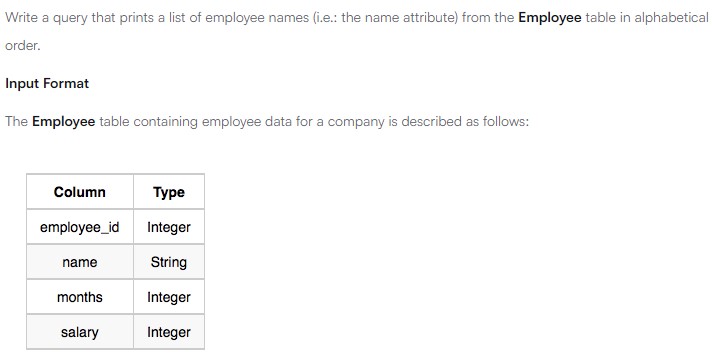 Write a query that prints a list of employee names (i.e.: the name attribute) from the Employee table in alphabetical
order.
Input Format
The Employee table containing employee data for a company is described as follows:
Column Type
employee_id Integer
name String
months Integer
salary Integer